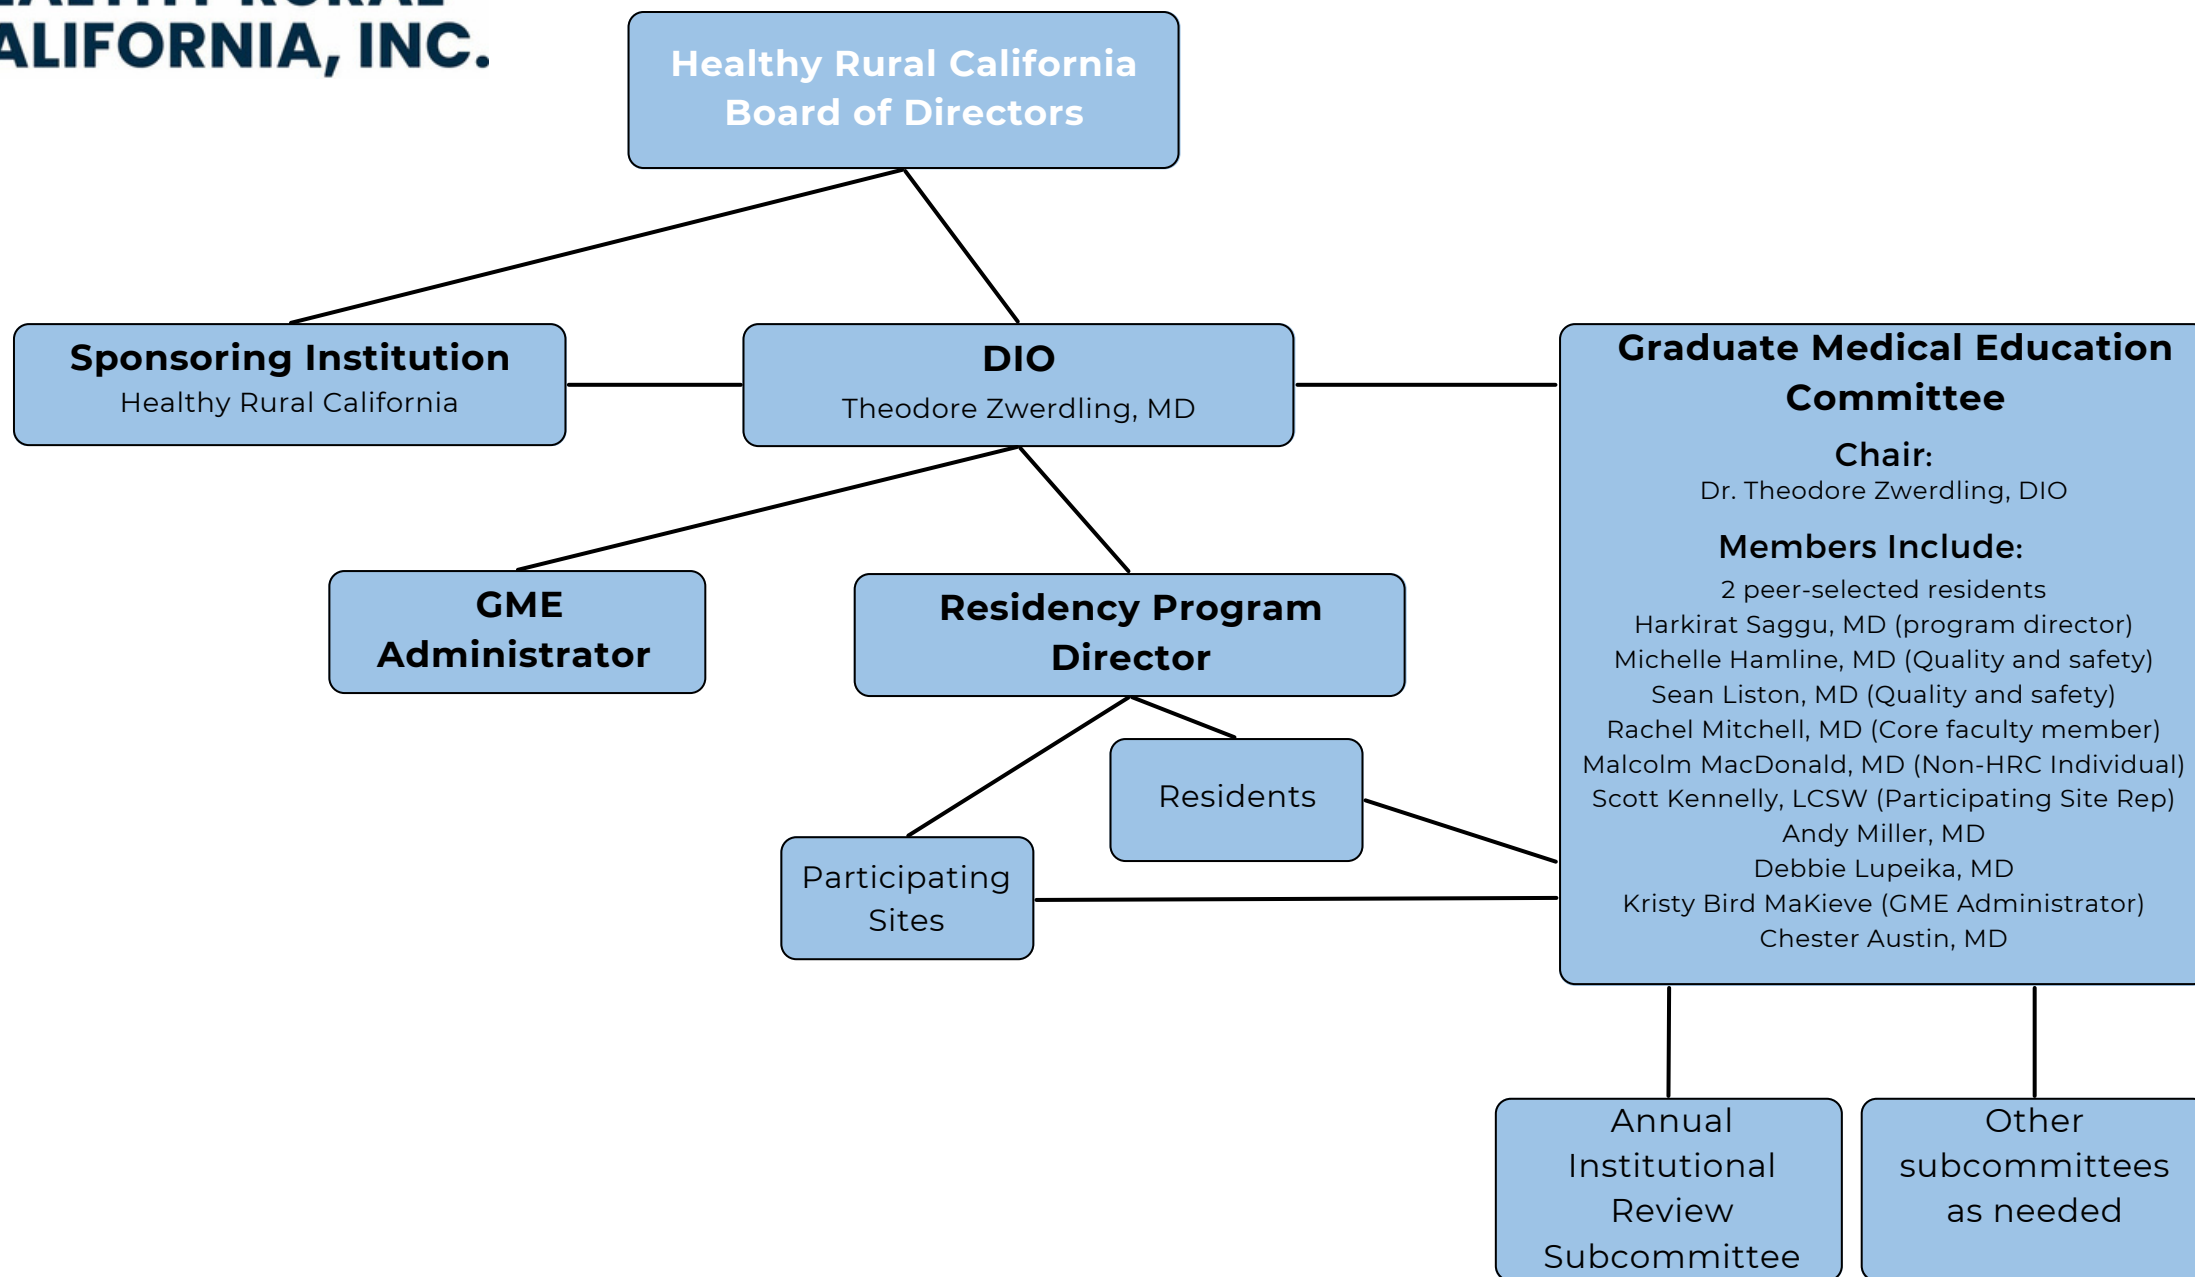 ALIFORNIA, INC.
Healthy Rural California
Board of Directors
Sponsoring Institution
Healthy Rural California
DIO
Theodore Zwerdling, MD
Graduate Medical Education
Committee
Chair:
Dr. Theodore Zwerdling, DIO
Members Include:
2 peer-selected residents
Harkirat Saggu, MD (program director)
Michelle Hamline, MD (Quality and safety)
Sean Liston, MD (Quality and safety)
Rachel Mitchell, MD (Core faculty member)
Malcolm MacDonald, MD (Non-HRC Individual)
Scott Kennelly, LCSW (Participating Site Rep)
Andy Miller, MD
Debbie Lupeika, MD
Kristy Bird MaKieve (GME Administrator)
Chester Austin, MD
GME
Administrator
Residency Program
Director
Residents
Participating
Sites
Annual
Institutional
Review
Subcommittee
Other
subcommittees
as needed